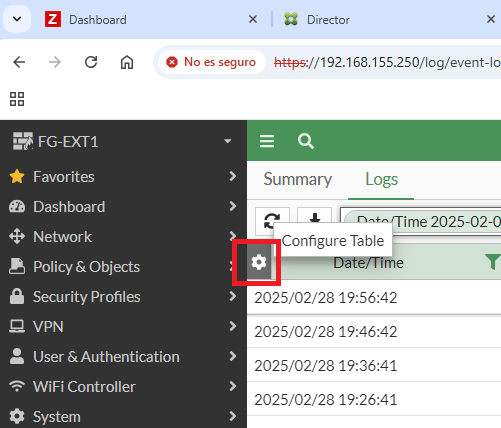 Dashboard
Director
No es seguro
https://192.168.155.250/log/event-lo
FG-EXT1
Favorites
Dashboard
Network
Policy & Objects
Security Profiles
VPN
User & Authentication
WiFi Controller
System
Summary
Logs
Date/Time 2025-02-0
Configure Table
Date/Time
2025/02/28 19:56:42
2025/02/28 19:46:42
2025/02/28 19:36:41
2025/02/28 19:26:41